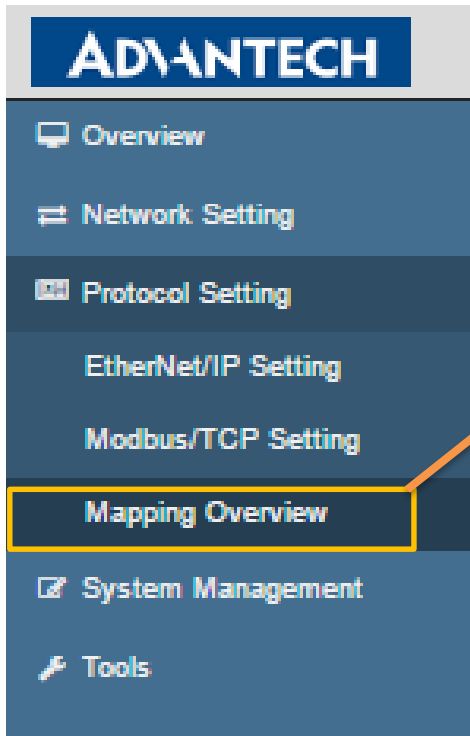 ADVANTECH
Overview
Network Setting
Protocol Setting
EtherNet/IP Setting
Modbus/TCP Setting
Mapping Overview
System Management
Tools